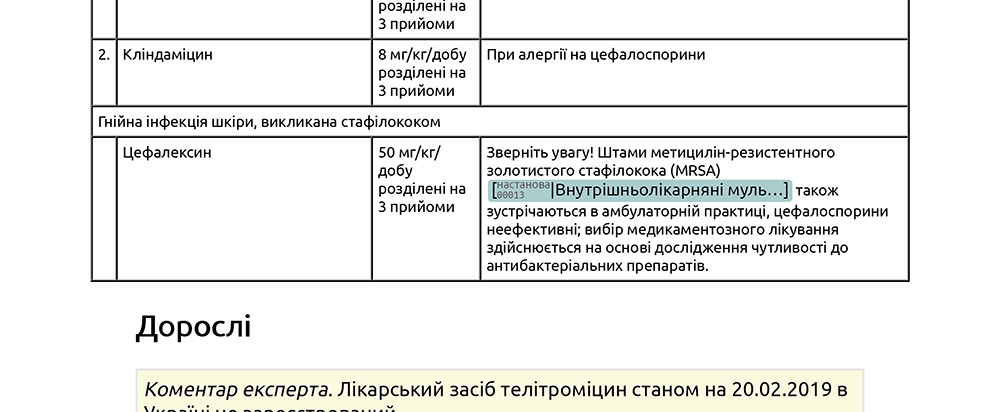 розділені на
3 прийоми
2. Кліндаміцин 8 мг/кг/добу При алергії на цефалоспорини
розділені на
3 прийоми
Гнійна інфекція шкіри, викликана стафілококом
Цефалексин 50 мг/кг/ Зверніть увагу! Штами метицилін-резистентного
добу золотистого стафілокока (MRSA)
розділені на [настанова 00013|Внутрішньолікарняні муль…] також
3 прийоми зустрічаються в амбулаторній практиці, цефалоспорини
неефективні; вибір медикаментозного лікування
здійснюється на основі дослідження чутливості до
антибактеріальних препаратів.
Дорослі
Коментар експерта. Лікарський засіб телітроміцин станом на 20.02.2019 в
Україні не зареєстрований.